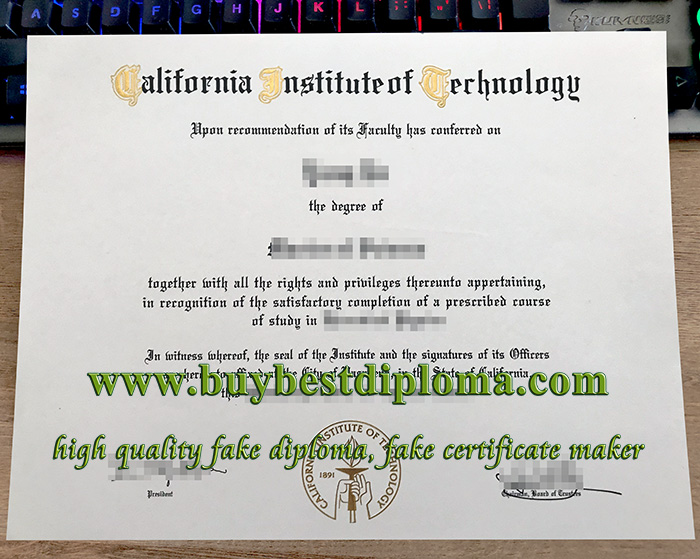 A S D F G H J K L
California Institute of Technology
Upon recommendation of its Faculty has conferred on
the degree of
together with all the rights and privileges thereunto appertaining,
in recognition of the satisfactory completion of a prescribed course
of study in
In witness whereof, the seal of the Institute and the signatures of its Officers
in the State of California
www.buybestdiploma.com
this
high quality fake diploma, fake certificate maker
CALIFORNIA INSTITUTE OF TECHNOLOGY
1891
President
Chairman, Board of Trustees